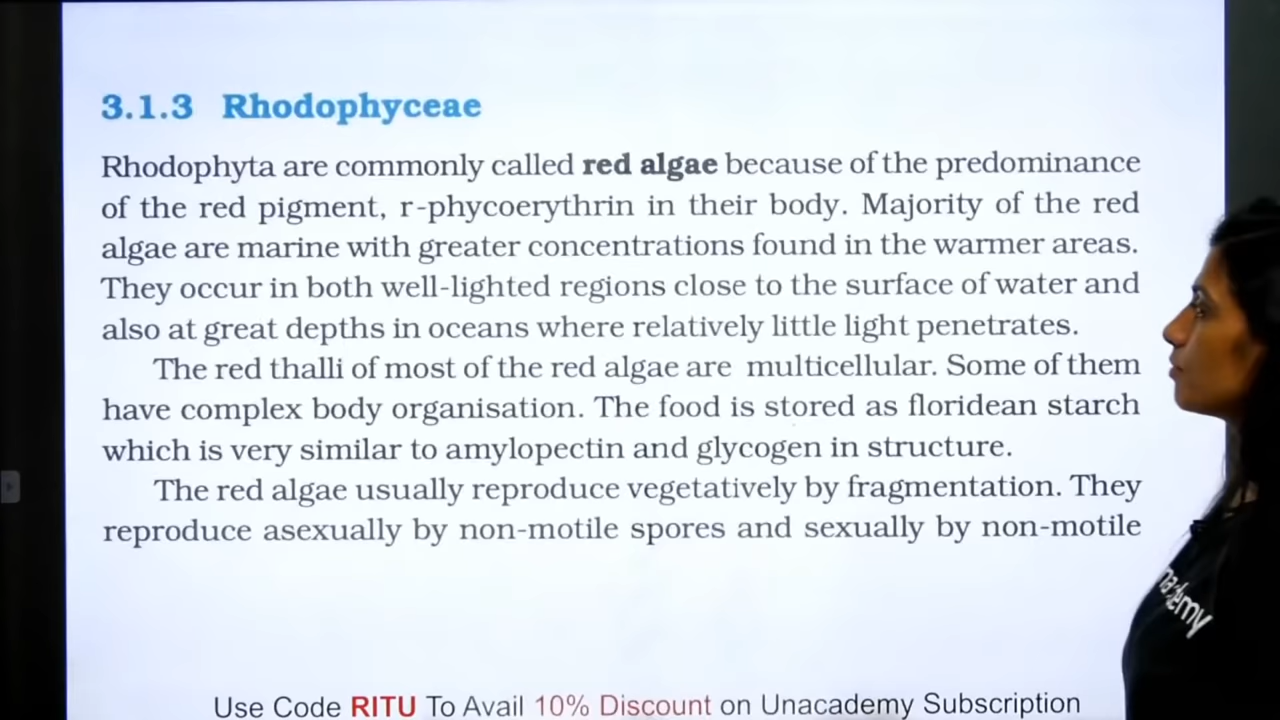 3.1.3 Rhodophyceae
Rhodophyta are commonly called red algae because of the predominance
of the red pigment, r-phycoerythrin in their body. Majority of the red
algae are marine with greater concentrations found in the warmer areas.
They occur in both well-lighted regions close to the surface of water and
also at great depths in oceans where relatively little light penetrates.
The red thalli of most of the red algae are multicellular. Some of them
have complex body organisation. The food is stored as floridean starch
which is very similar to amylopectin and glycogen in structure.
The red algae usually reproduce vegetatively by fragmentation. They
reproduce asexually by non-motile spores and sexually by non-motile
nademy
Use Code RITU To Avail 10% Discount on Unacademy Subscription